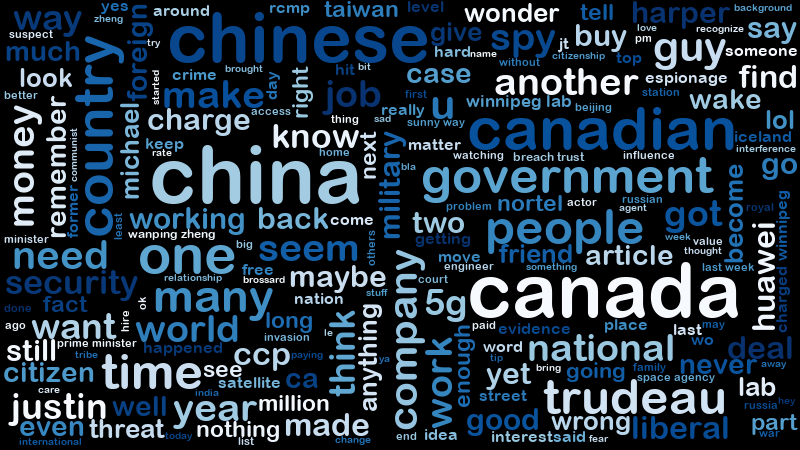 way yes zheng around rcmp taiwan level wonder tell harper background
suspect foreign try chinese give spy jt buy love pm recognize say
much look crime brought hit bit hard name without citizenship top guy someone
better country started make day right job case another espionage find
money remember communist michael charge access thing really u first winnipeg lab beijing station wake lol
former keep know sad sunny way canadian iceland
rate china home next military matter watching breach trust influence interference
bla government go
least working back come problem nortel actor russian agent got become royal
minister wanping zheng two people week value thought huawei charged winnipeg
need one big seem others getting move friend article last week
security relationship free brossard maybe engineer something canada
done fact many nation stuff company court 5g
ago want ok hire world long invasion le think anything work enough paid evidence place last may
still prime minister happened ccp paying word national wo deal
citizen tribe time see satellite ca ya yet tip bring going family space agency never away
care india street lab
justin well year million end idea good trudeau russia hey
even threat nothing made interest said wrong fear liberal part
international today list change war